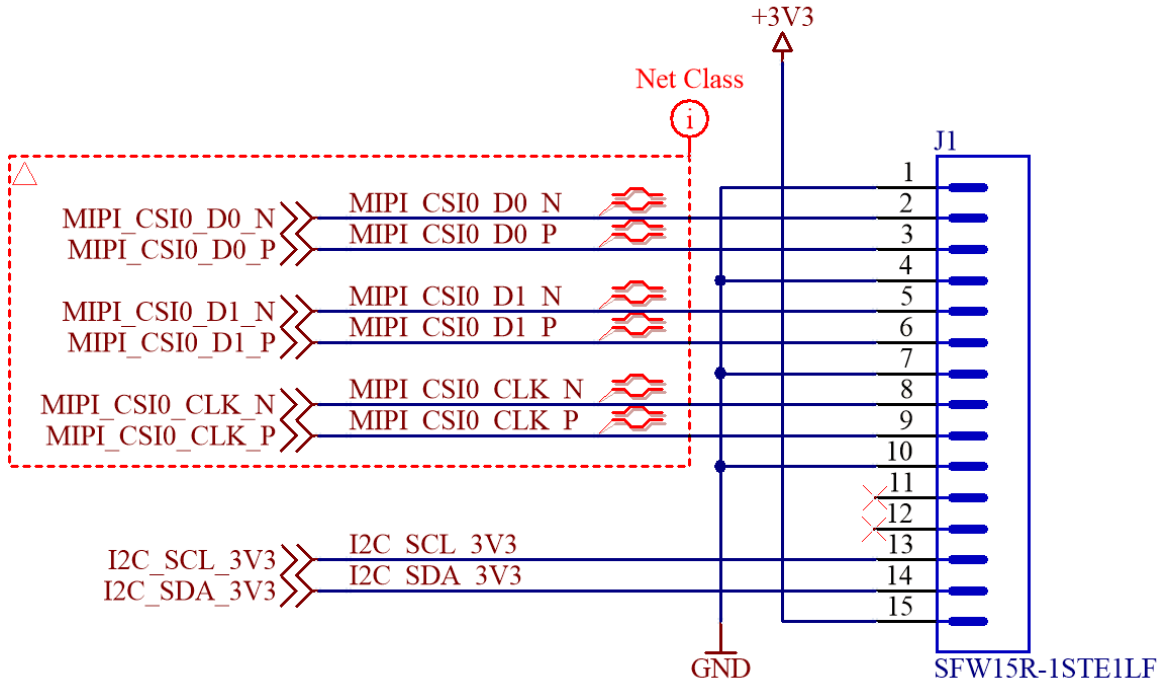 +3V3
Net Class
i
J1
1
MIPI_CSI0_D0_N MIPI_CSI0_D0_N 2
MIPI_CSI0_D0_P MIPI_CSI0_D0_P 3
4
MIPI_CSI0_D1_N MIPI_CSI0_D1_N 5
MIPI_CSI0_D1_P MIPI_CSI0_D1_P 6
7
MIPI_CSI0_CLK_N MIPI_CSI0_CLK_N 8
MIPI_CSI0_CLK_P MIPI_CSI0_CLK_P 9
10
11
12
I2C_SCL_3V3 I2C_SCL_3V3 13
I2C_SDA_3V3 I2C_SDA_3V3 14
15
GND
SFW15R-1STE1LF